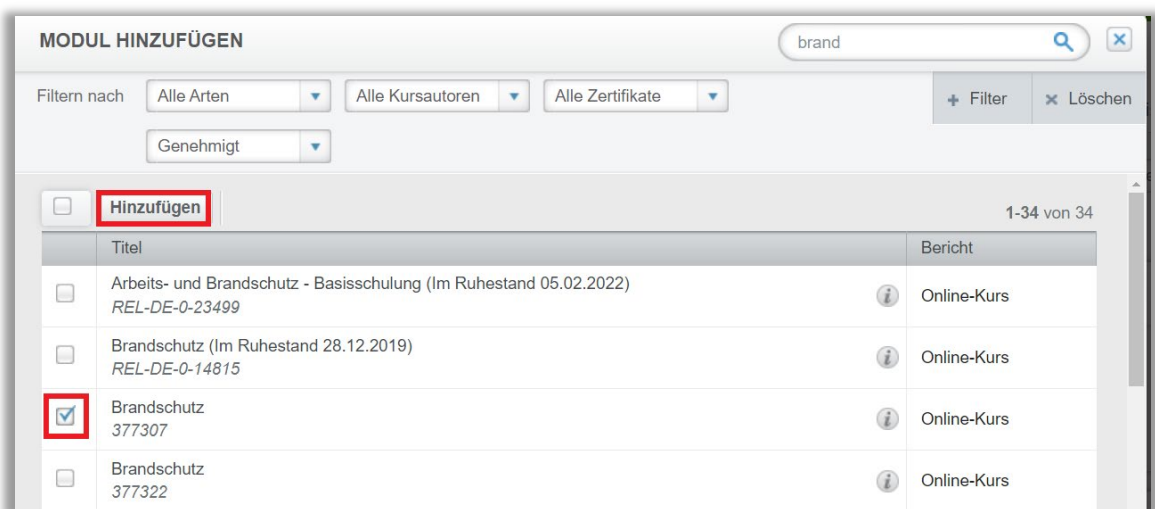 MODUL HINZUFÜGEN
brand
Filtern nach Alle Arten Alle Kursautoren Alle Zertifikate + Filter × Löschen
Genehmigt
Hinzufügen 1-34 von 34
Titel Bericht
Arbeits- und Brandschutz - Basisschulung (Im Ruhestand 05.02.2022)
REL-DE-0-23499
Online-Kurs
Brandschutz (Im Ruhestand 28.12.2019)
REL-DE-0-14815
Online-Kurs
Brandschutz
377307
Online-Kurs
Brandschutz
377322
Online-Kurs